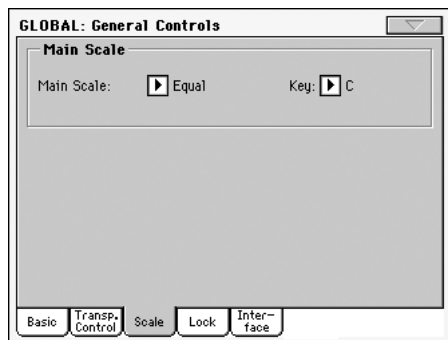 GLOBAL: General Controls
Main Scale
Main Scale: Equal Key: C
Basic Transp. Control Scale Lock Inter-face